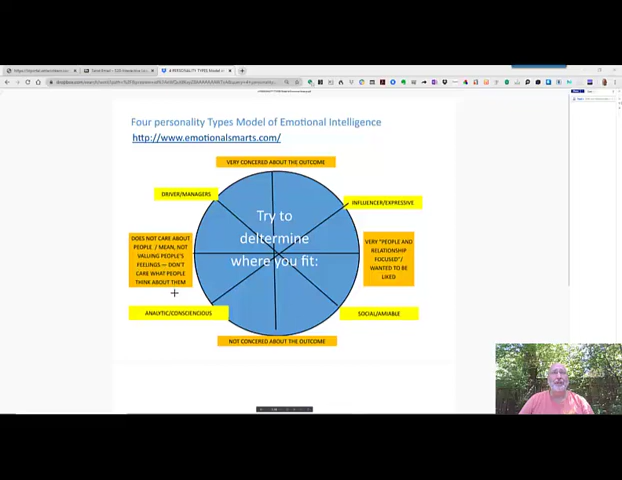 Four personality Types Model of Emotional Intelligence
http://www.emotionalsmarts.com/
VERY CONCERED ABOUT THE OUTCOME
DRIVER/MANAGERS
INFLUENCER/EXPRESSIVE
Try to
deltermine
where you fit:
DOES NOT CARE ABOUT
PEOPLE / MEAN, NOT
VALUING PEOPLE'S
FEELINGS — DON'T
CARE WHAT PEOPLE
THINK ABOUT THEM
VERY "PEOPLE AND
RELATIONSHIP
FOCUSED"/
WANTED TO BE
LIKED
ANALYTIC/CONSCIENCIOUS
SOCIAL/AMIABLE
NOT CONCERED ABOUT THE OUTCOME